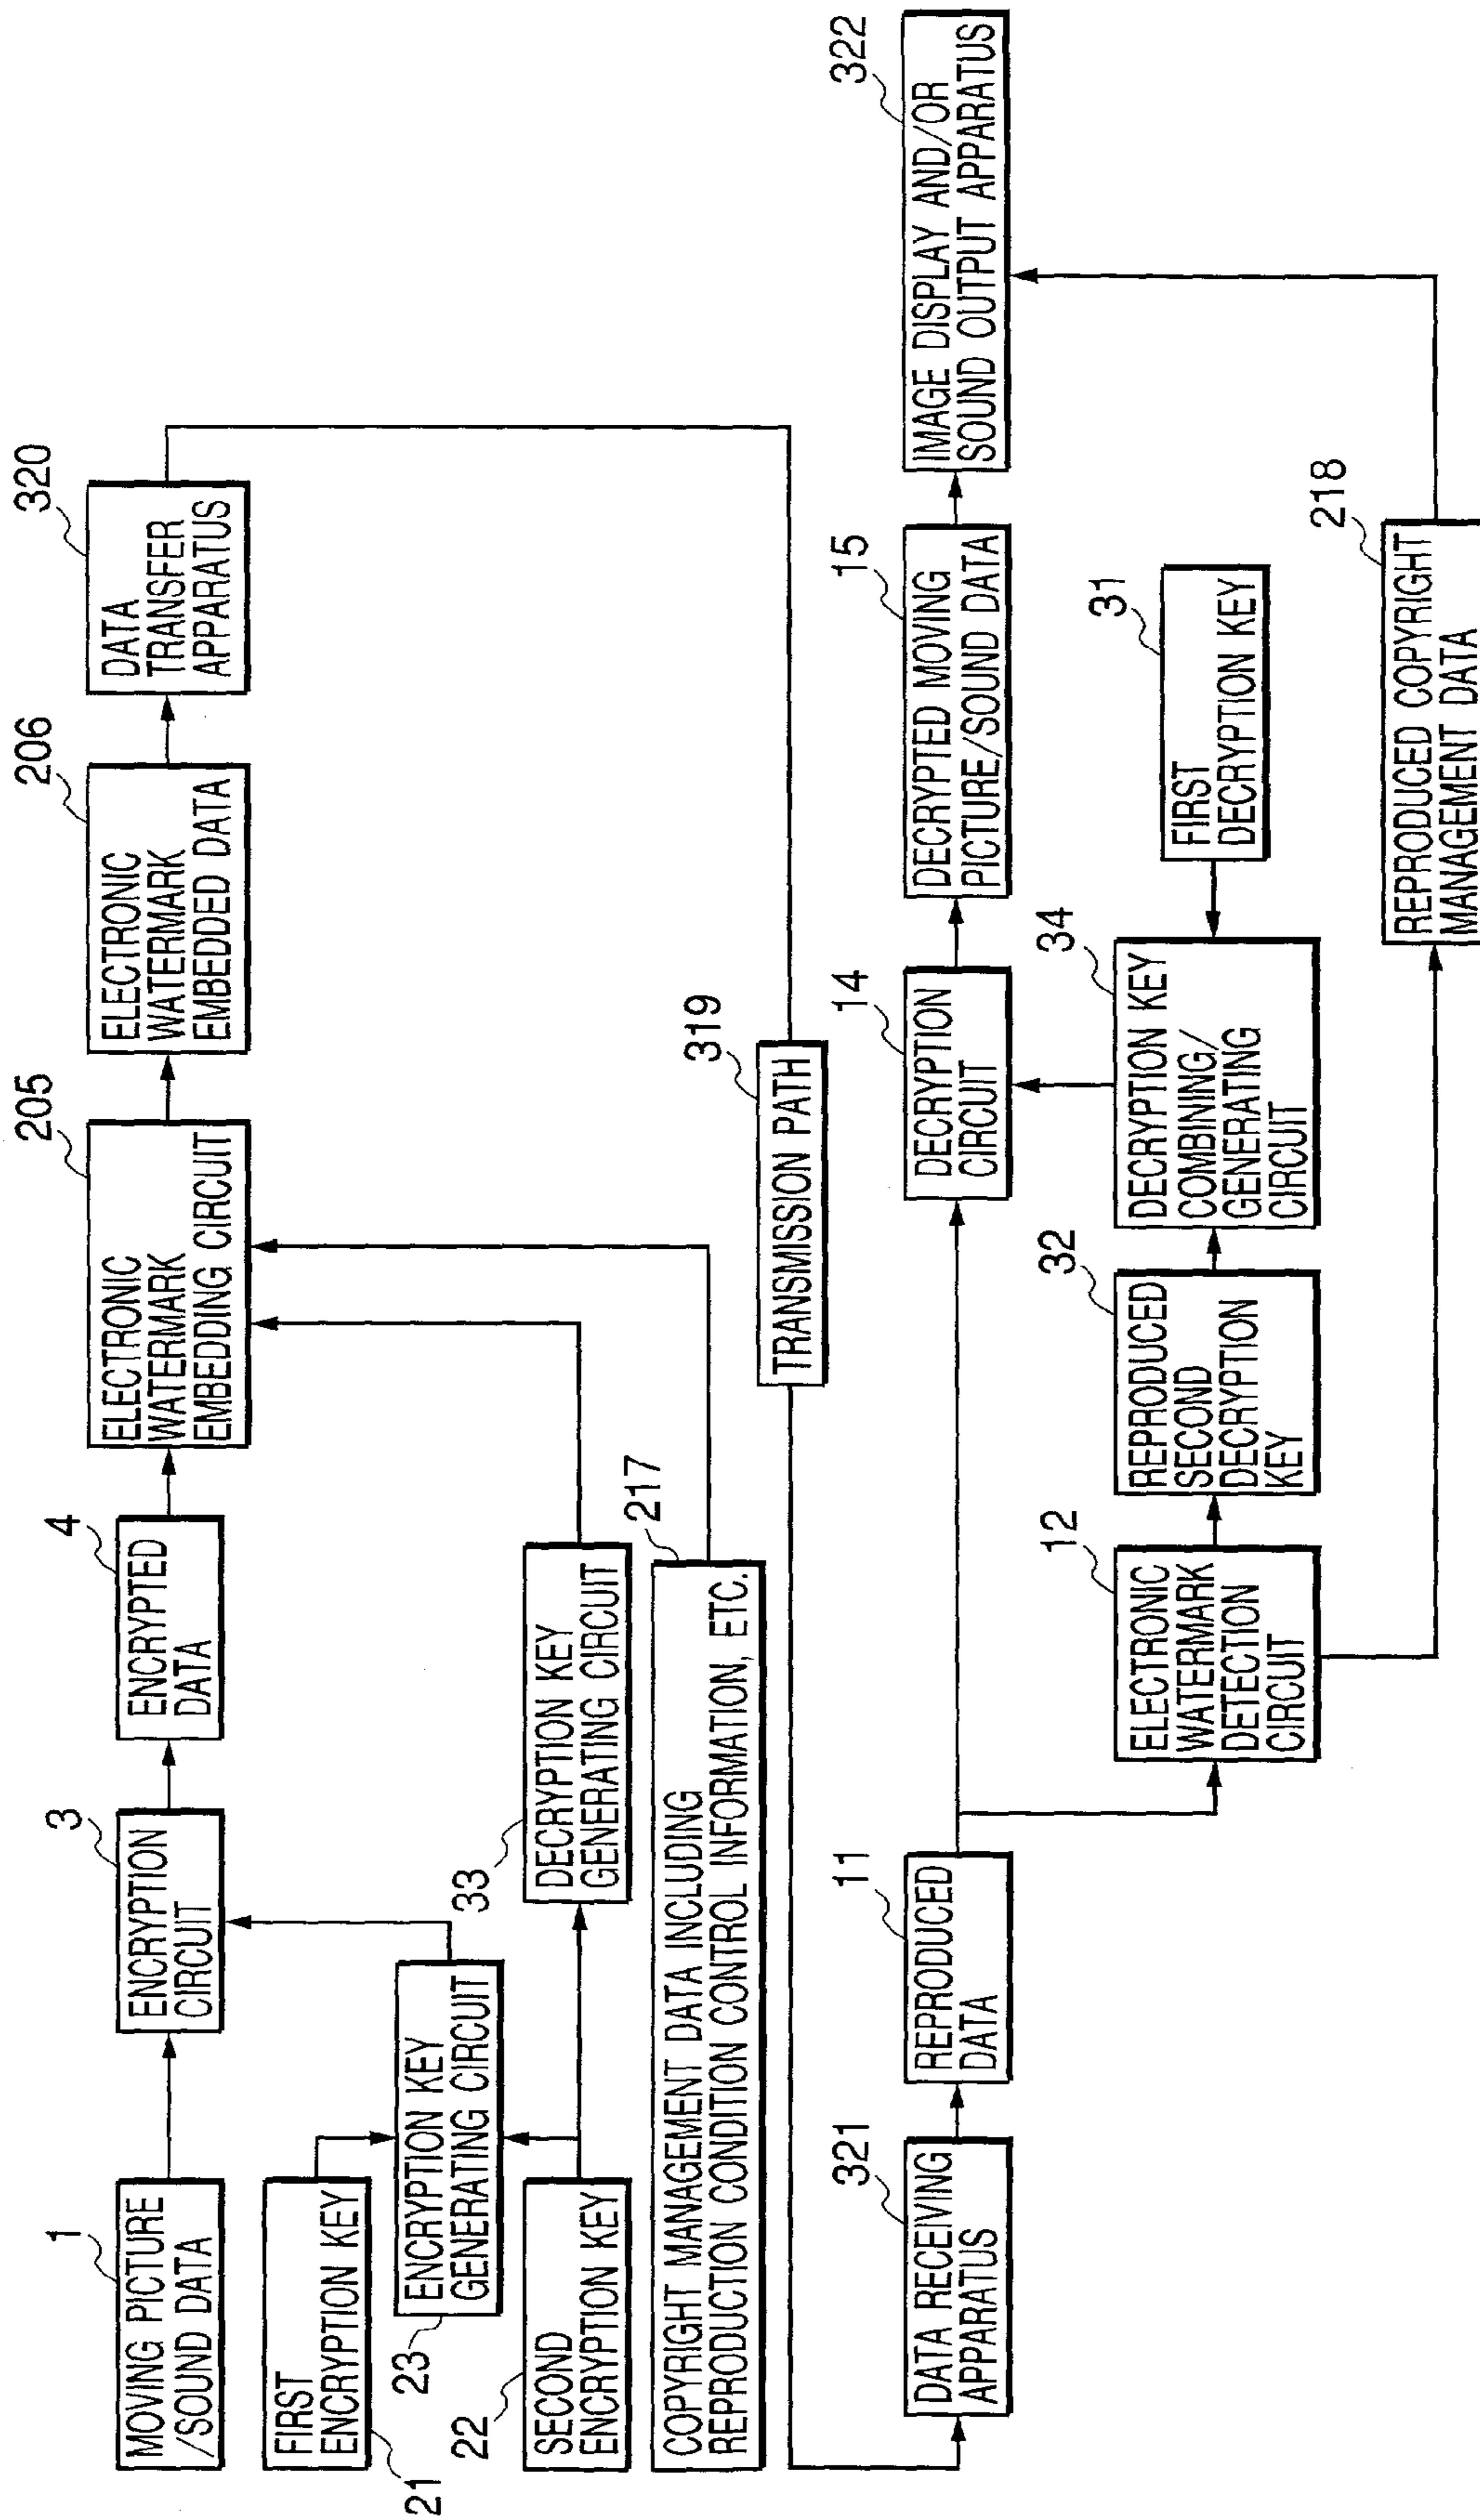 1
MOVING PICTURE
/SOUND DATA
3
ENCRYPTION
CIRCUIT
4
ENCRYPTED
DATA
205
ELECTRONIC
WATERMARK
EMBEDDING CIRCUIT
206
ELECTRONIC
WATERMARK
EMBEDDED DATA
320
DATA
TRANSFER
APPARATUS
FIRST
ENCRYPTION KEY
21
23
ENCRYPTION KEY
GENERATING CIRCUIT
22
SECOND
ENCRYPTION KEY
33
DECRYPTION KEY
GENERATING CIRCUIT
217
COPYRIGHT MANAGEMENT DATA INCLUDING
REPRODUCTION CONDITION CONTROL INFORMATION, ETC.
319
TRANSMISSION PATH
321
DATA RECEIVING
APPARATUS
11
REPRODUCED
DATA
14
DECRYPTION
CIRCUIT
15
DECRYPTED MOVING
PICTURE/SOUND DATA
322
IMAGE DISPLAY AND/OR
SOUND OUTPUT APPARATUS
12
ELECTRONIC
WATERMARK
DETECTION
CIRCUIT
32
REPRODUCED
SECOND
DECRYPTION
KEY
34
DECRYPTION KEY
COMBINING/
GENERATING
CIRCUIT
31
FIRST
DECRYPTION KEY
218
REPRODUCED COPYRIGHT
MANAGEMENT DATA